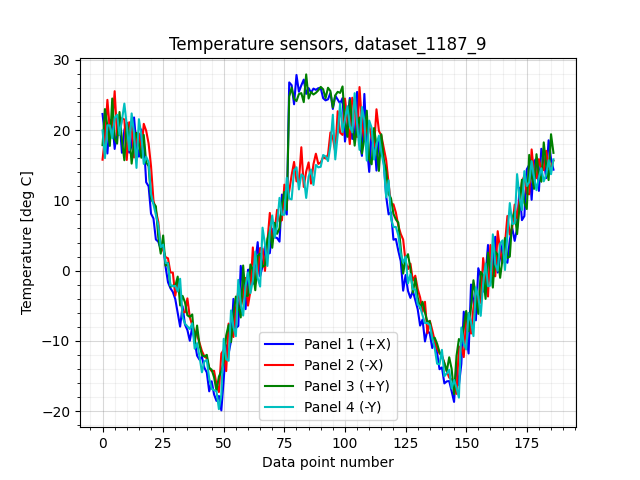 Temperature sensors, dataset_1187_9
30
20
10
0
−10
−20
Temperature [deg C]
Panel 1 (+X)
Panel 2 (-X)
Panel 3 (+Y)
Panel 4 (-Y)
0 25 50 75 100 125 150 175
Data point number